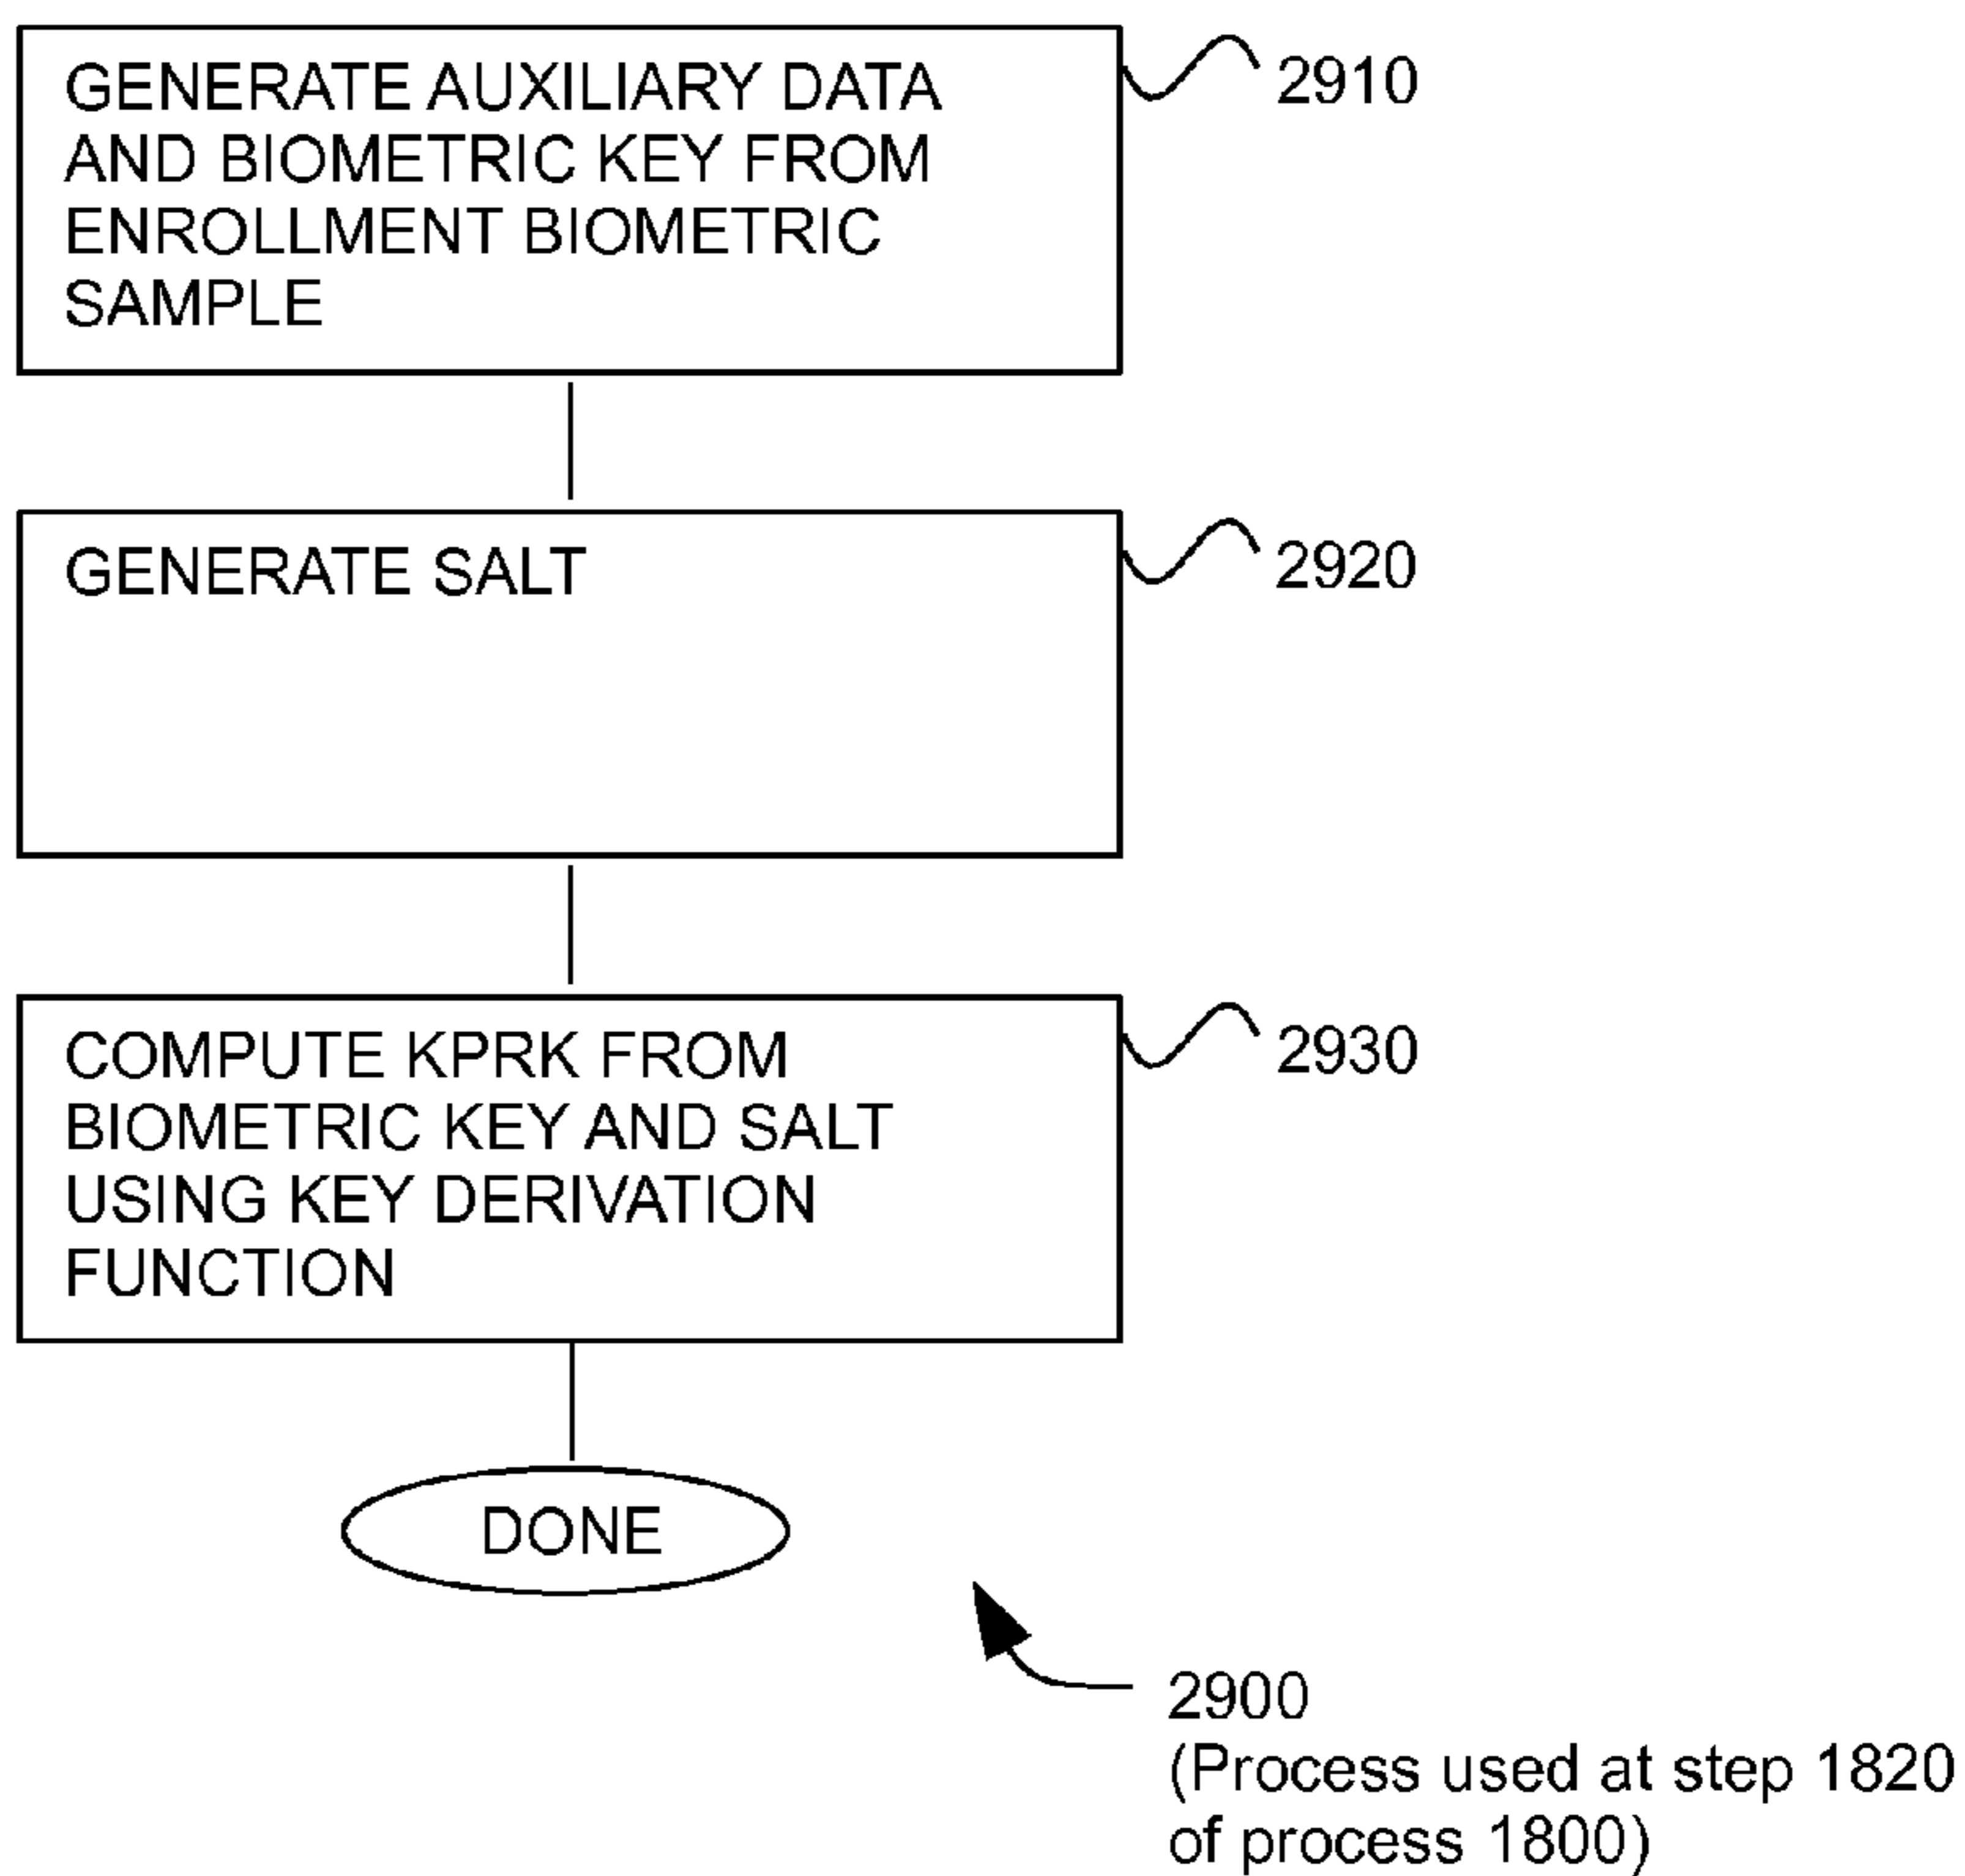 GENERATE AUXILIARY DATA
AND BIOMETRIC KEY FROM
ENROLLMENT BIOMETRIC
SAMPLE
2910
GENERATE SALT
2920
COMPUTE KPRK FROM
BIOMETRIC KEY AND SALT
USING KEY DERIVATION
FUNCTION
2930
DONE
2900
(Process used at step 1820
of process 1800)